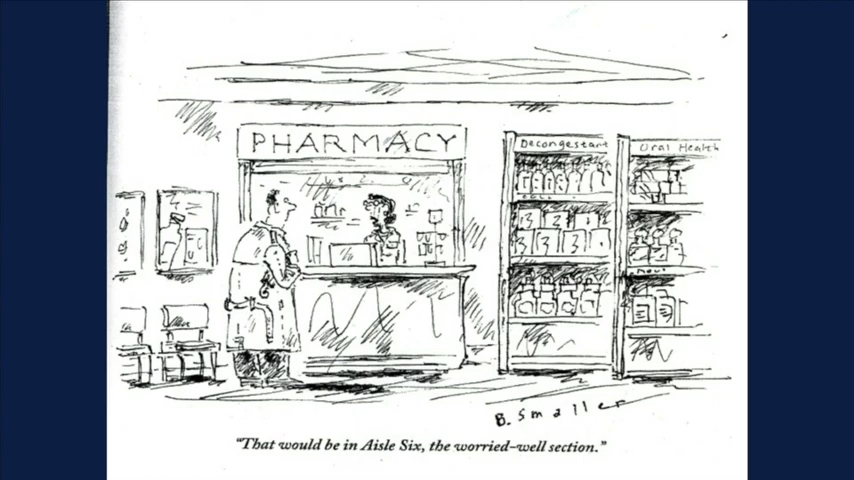 PHARMACY
Decongestant
Oral Health
B. Smaller
"That would be in Aisle Six, the worried-well section."